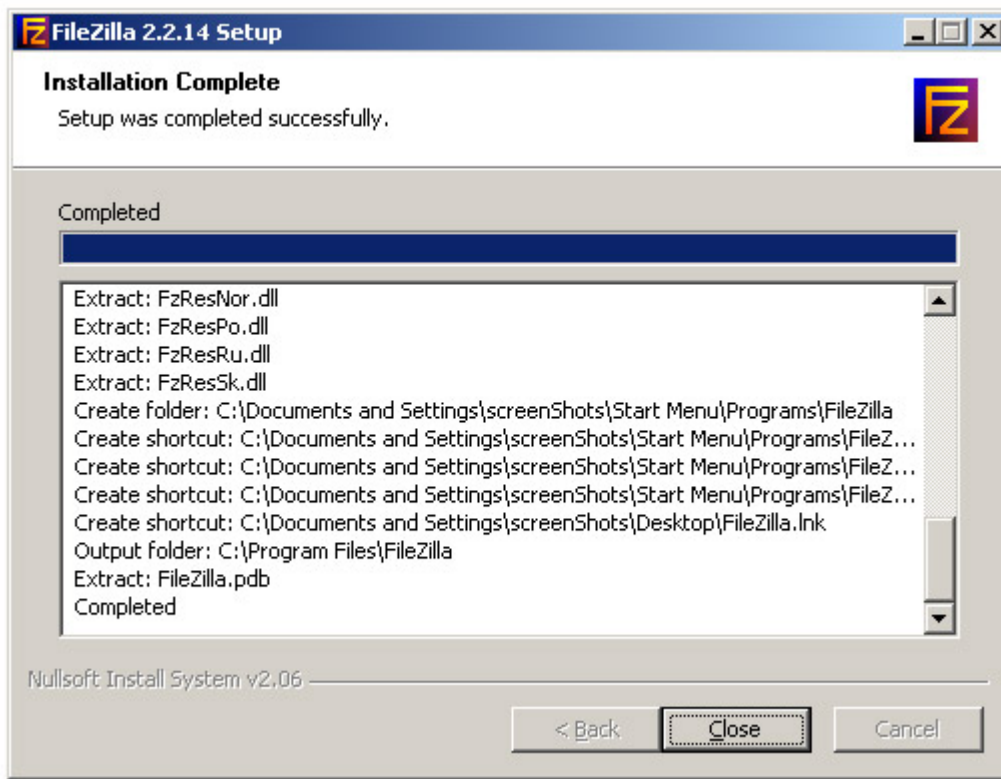 FileZilla 2.2.14 Setup
Installation Complete
Setup was completed successfully.
FZ
Completed
Extract: FzResNor.dll
Extract: FzResPo.dll
Extract: FzResRu.dll
Extract: FzResSk.dll
Create folder: C:\Documents and Settings\screenShots\Start Menu\Programs\FileZilla
Create shortcut: C:\Documents and Settings\screenShots\Start Menu\Programs\FileZ...
Create shortcut: C:\Documents and Settings\screenShots\Start Menu\Programs\FileZ...
Create shortcut: C:\Documents and Settings\screenShots\Start Menu\Programs\FileZ...
Create shortcut: C:\Documents and Settings\screenShots\Desktop\FileZilla.lnk
Output folder: C:\Program Files\FileZilla
Extract: FileZilla.pdb
Completed
Nullsoft Install System v2.06
< Back Close Cancel